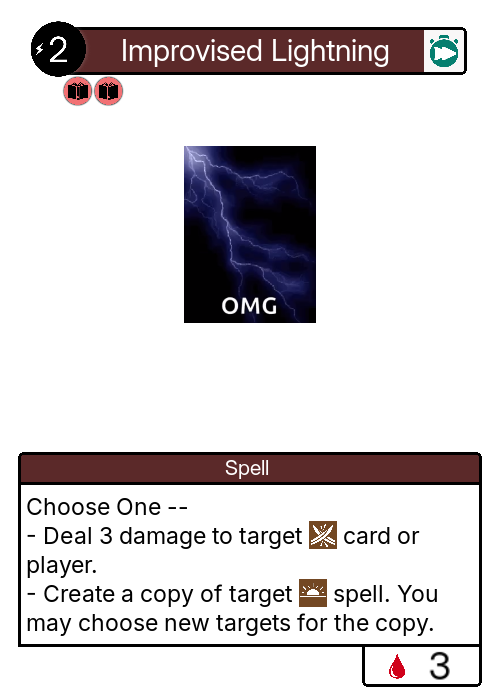 2
Improvised Lightning
OMG
Spell
Choose One --
- Deal 3 damage to target card or
player.
- Create a copy of target spell. You
may choose new targets for the copy.
3